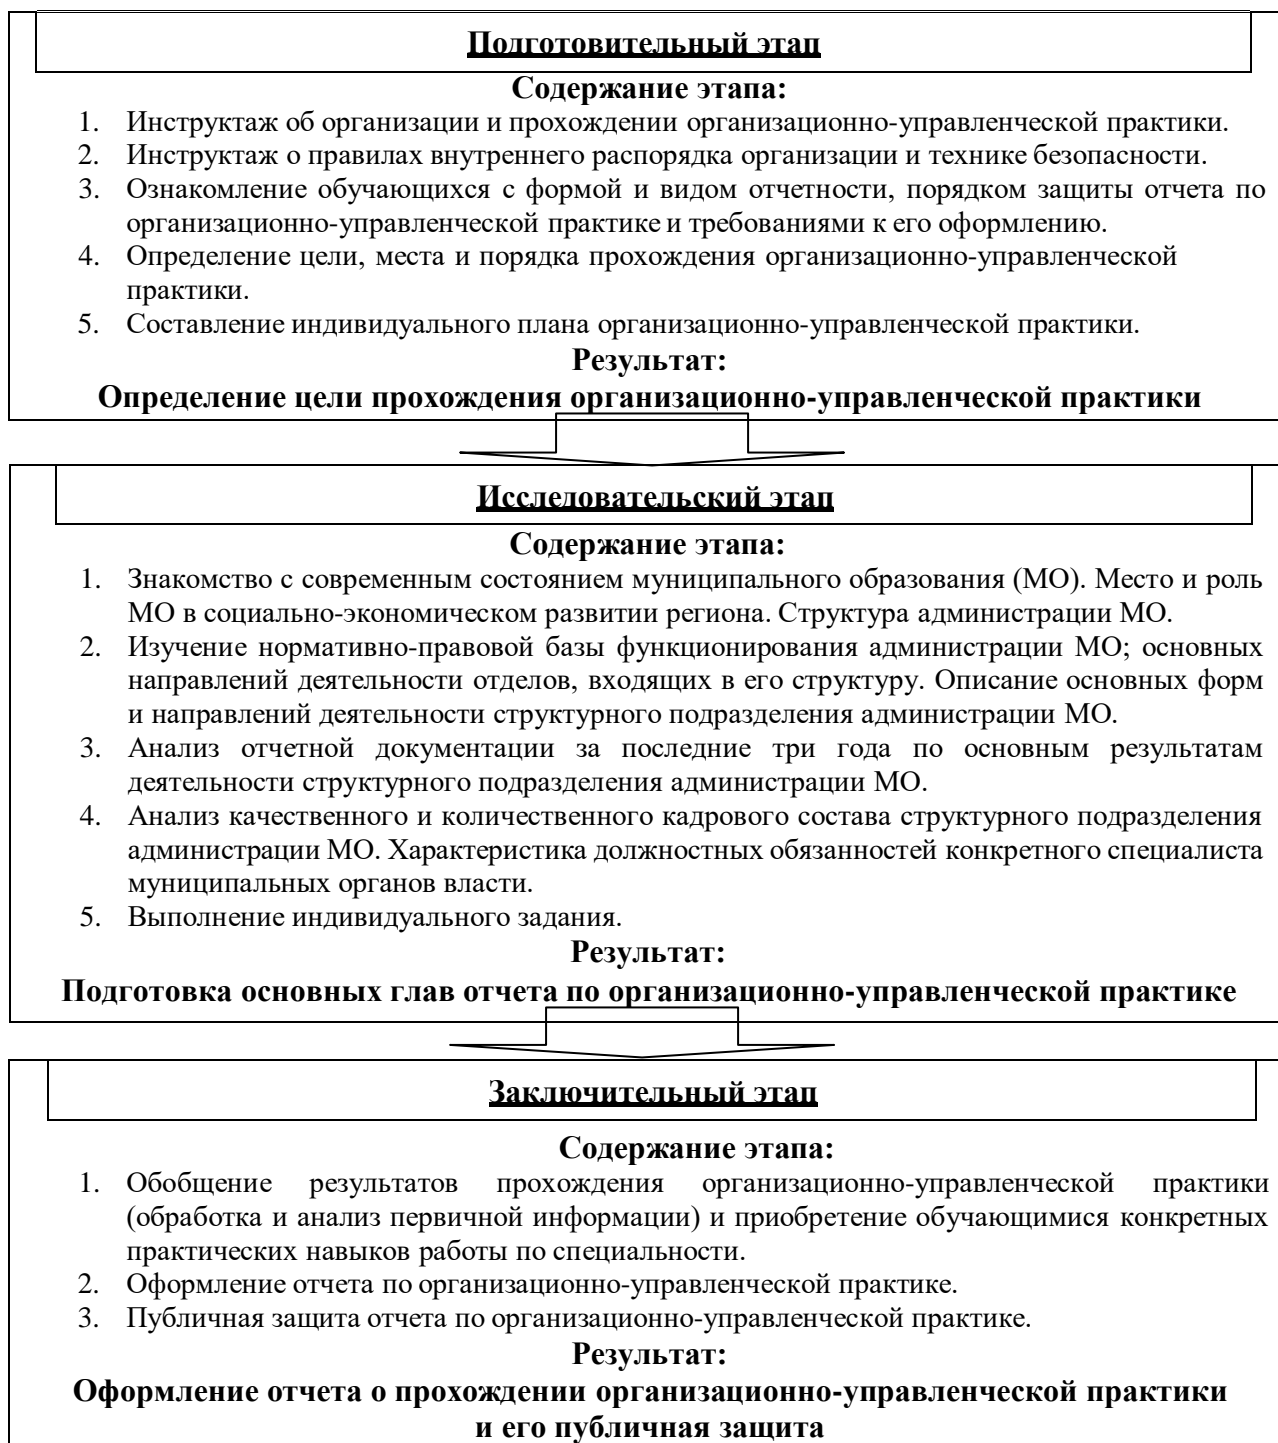 Подготовительный этап
Содержание этапа:
1. Инструктаж об организации и прохождении организационно-управленческой практики.
2. Инструктаж о правилах внутреннего распорядка организации и технике безопасности.
3. Ознакомление обучающихся с формой и видом отчетности, порядком защиты отчета по
организационно-управленческой практике и требованиями к его оформлению.
4. Определение цели, места и порядка прохождения организационно-управленческой
практики.
5. Составление индивидуального плана организационно-управленческой практики.
Результат:
Определение цели прохождения организационно-управленческой практики
Исследовательский этап
Содержание этапа:
1. Знакомство с современным состоянием муниципального образования (МО). Место и роль
МО в социально-экономическом развитии региона. Структура администрации МО.
2. Изучение нормативно-правовой базы функционирования администрации МО; основных
направлений деятельности отделов, входящих в его структуру. Описание основных форм
и направлений деятельности структурного подразделения администрации МО.
3. Анализ отчетной документации за последние три года по основным результатам
деятельности структурного подразделения администрации МО.
4. Анализ качественного и количественного кадрового состава структурного подразделения
администрации МО. Характеристика должностных обязанностей конкретного специалиста
муниципальных органов власти.
5. Выполнение индивидуального задания.
Результат:
Подготовка основных глав отчета по организационно-управленческой практике
Заключительный этап
Содержание этапа:
1. Обобщение результатов прохождения организационно-управленческой практики
(обработка и анализ первичной информации) и приобретение обучающимися конкретных
практических навыков работы по специальности.
2. Оформление отчета по организационно-управленческой практике.
3. Публичная защита отчета по организационно-управленческой практике.
Результат:
Оформление отчета о прохождении организационно-управленческой практики
и его публичная защита